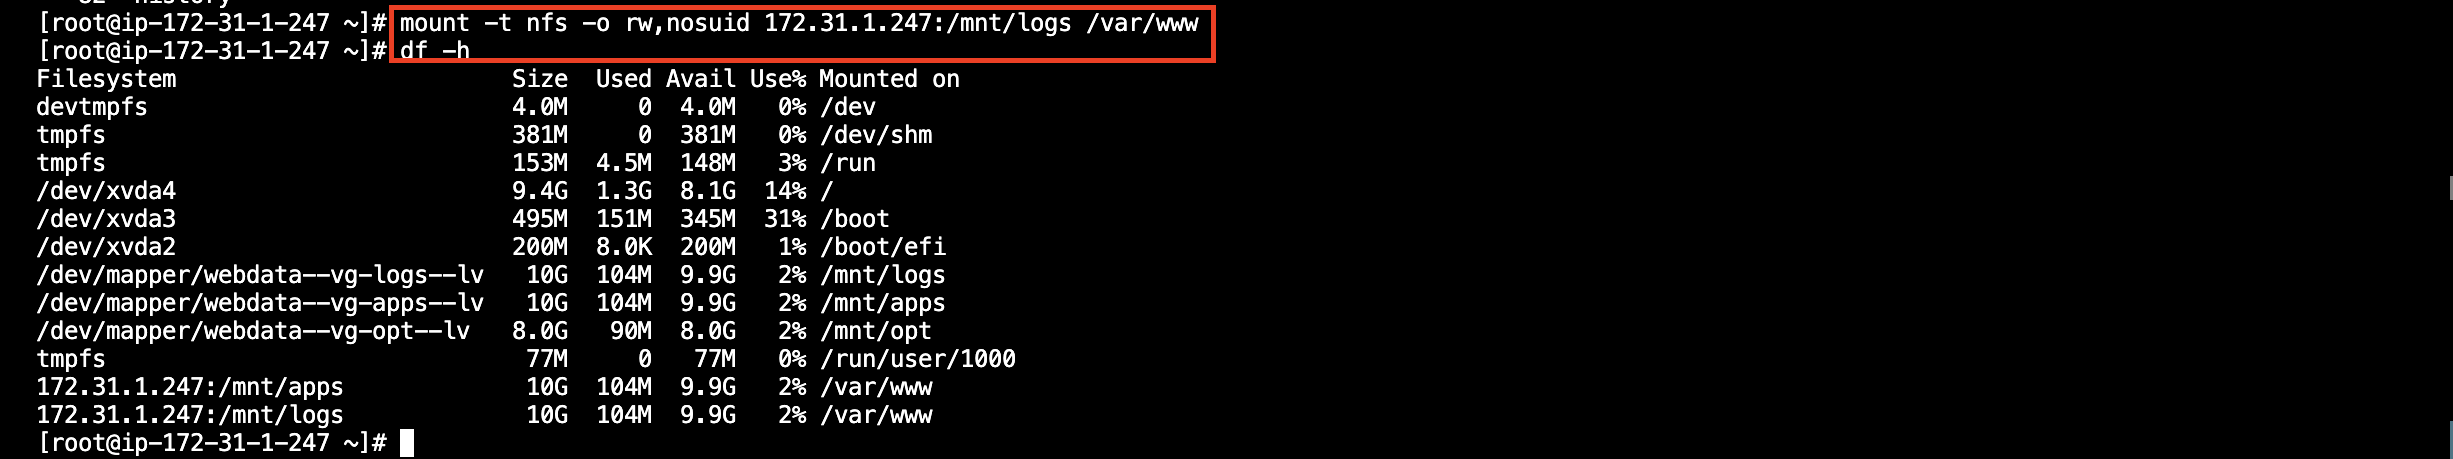 [root@ip-172-31-1-247 ~]# mount -t nfs -o rw,nosuid 172.31.1.247:/mnt/logs /var/www
[root@ip-172-31-1-247 ~]# df -h
Filesystem                        Size  Used Avail Use% Mounted on
devtmpfs                          4.0M     0  4.0M   0% /dev
tmpfs                             381M     0  381M   0% /dev/shm
tmpfs                             153M  4.5M  148M   3% /run
/dev/xvda4                        9.4G  1.3G  8.1G  14% /
/dev/xvda3                        495M  151M  345M  31% /boot
/dev/xvda2                        200M  8.0K  200M   1% /boot/efi
/dev/mapper/webdata--vg-logs--lv   10G  104M  9.9G   2% /mnt/logs
/dev/mapper/webdata--vg-apps--lv   10G  104M  9.9G   2% /mnt/apps
/dev/mapper/webdata--vg-opt--lv   8.0G   90M  8.0G   2% /mnt/opt
tmpfs                              77M     0   77M   0% /run/user/1000
172.31.1.247:/mnt/apps             10G  104M  9.9G   2% /var/www
172.31.1.247:/mnt/logs             10G  104M  9.9G   2% /var/www
[root@ip-172-31-1-247 ~]#